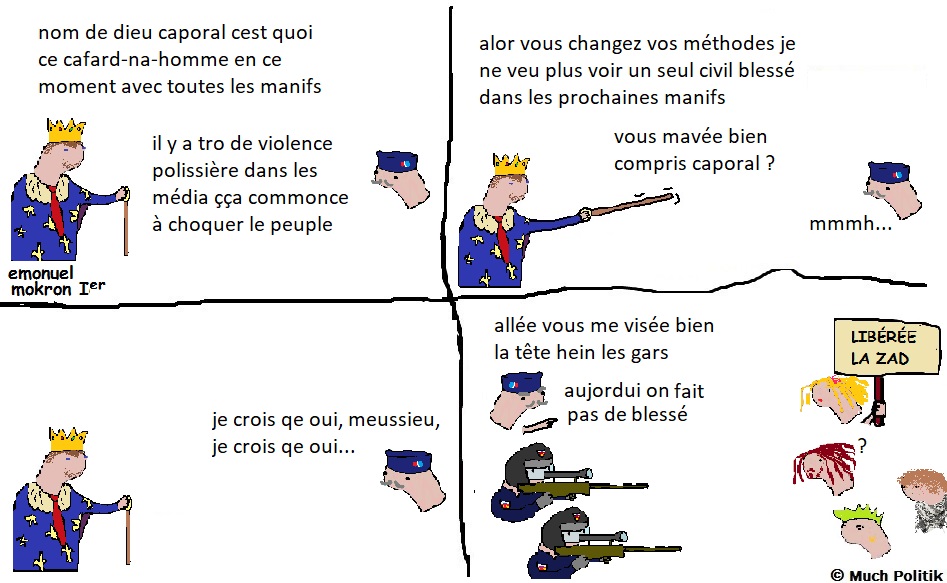 nom de dieu caporal cest quoi
ce cafard-na-homme en ce
moment avec toutes les manifs
il y a tro de violence
polissière dans les
média çça commonce
à choquer le peuple
emonuel
mokron Iᵉʳ
alor vous changez vos méthodes je
ne veu plus voir un seul civil blessé
dans les prochaines manifs
vous mavée bien
compris caporal ?
mmmh...
je crois qe oui, meussieu,
je crois qe oui...
allée vous me visée bien
la tête hein les gars
aujordui on fait
pas de blessé
LIBÉRÉE
LA ZAD
?
© Much Politik